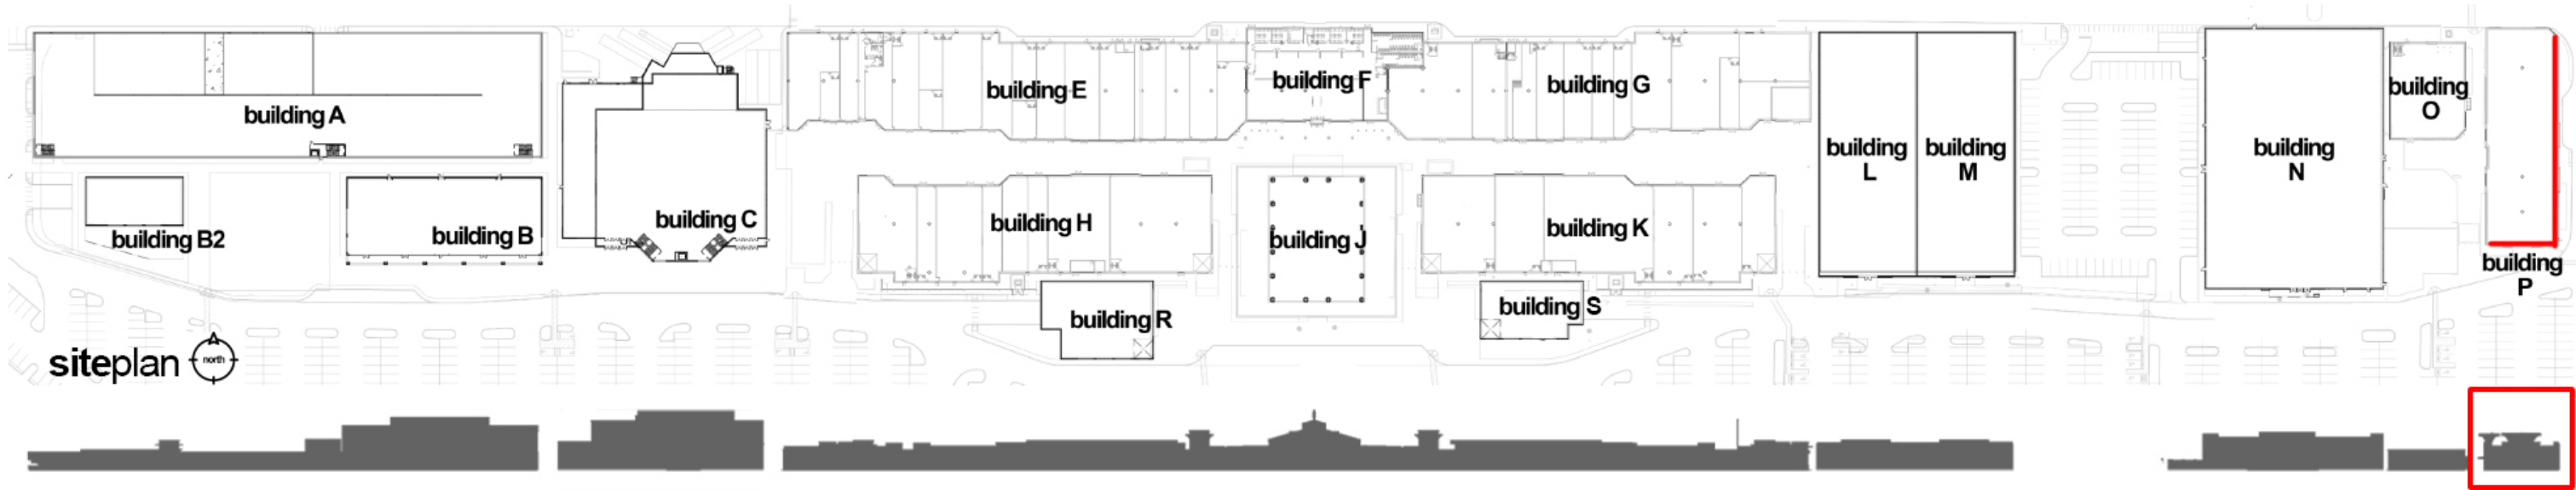 building A
building B2
building B
building C
building E
building F
building G
building H
building J
building K
building R
building S
building
L
building
M
building
N
building
O
building
P
siteplan
north